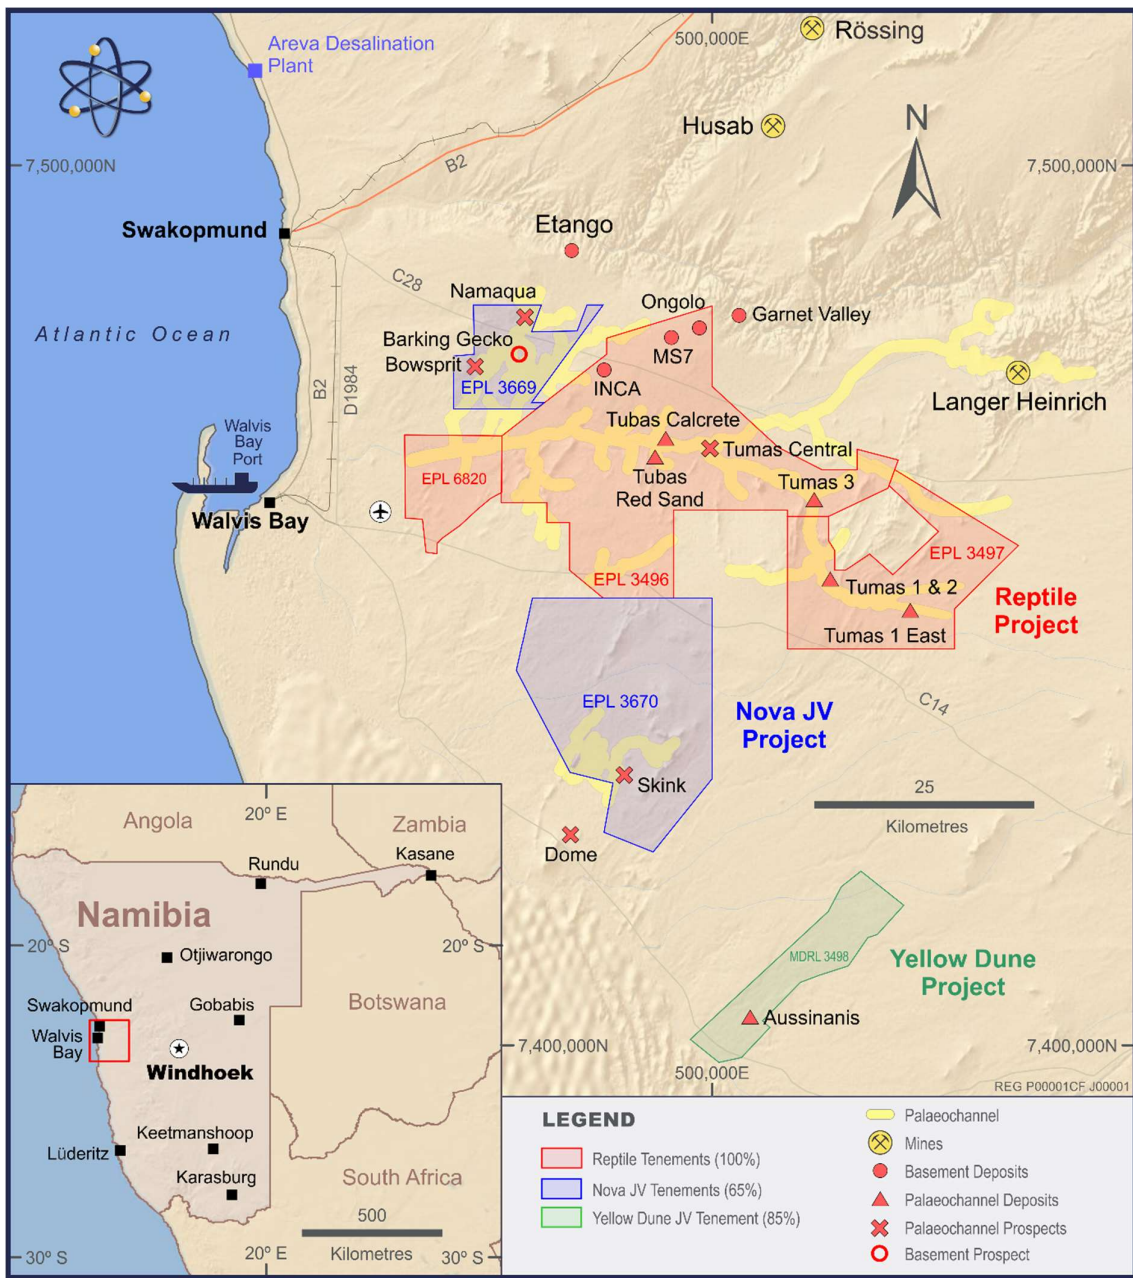 Areva Desalination
Plant
500,000E
Rössing
Husab
N
7,500,000N
B2
7,500,000N
Swakopmund
Etango
C28
Namaqua
Ongolo
Garnet Valley
Atlantic Ocean
Barking Gecko
MS7
Bowsprit
B2
D1984
EPL 3669
INCA
Langer Heinrich
Tubas Calcrete
Walvis
Bay
Port
Tumas Central
EPL 6820
Tubas
Red Sand
Tumas 3
Walvis Bay
EPL 3497
EPL 3496
Tumas 1 & 2
Reptile
Project
Tumas 1 East
EPL 3670
C14
Nova JV
Project
Skink
25
Kilometres
Dome
MDRL 3498
Yellow Dune
Project
Aussinanis
7,400,000N
7,400,000N
500,000E
REG P00001CF J00001
Angola
20º E
Zambia
Rundu
Kasane
Namibia
20º S
20º S
Otjiwarongo
Swakopmund
Gobabis
Botswana
Walvis
Bay
Windhoek
Keetmanshoop
Lüderitz
Karasburg
South Africa
500
Kilometres
30º S
20º E
30º S
LEGEND
Reptile Tenements (100%)
Nova JV Tenements (65%)
Yellow Dune JV Tenement (85%)
Palaeochannel
Mines
Basement Deposits
Palaeochannel Deposits
Palaeochannel Prospects
Basement Prospect